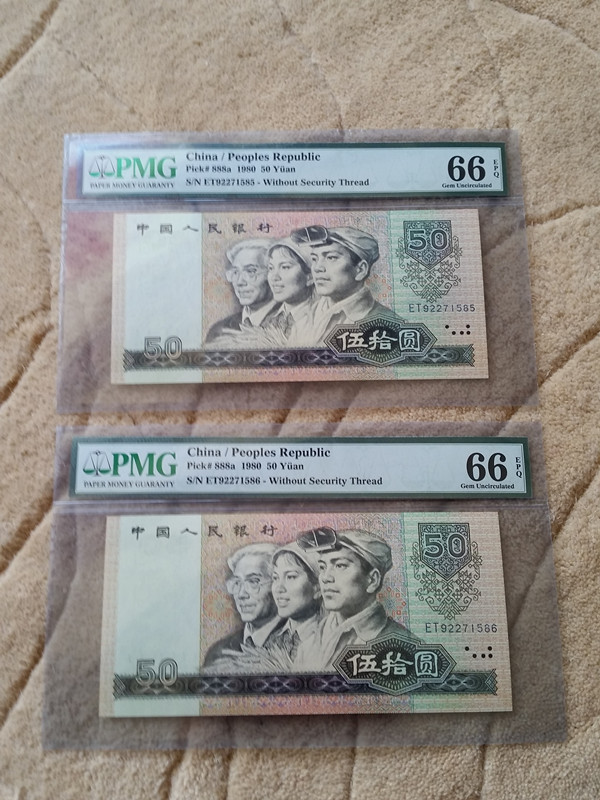 PMG
PAPER MONEY GUARANTY
China / Peoples Republic
Pick# 888a 1980 50 Yüan
S/N ET92271585 - Without Security Thread
66 EPQ
Gem Uncirculated
中国人民银行
50
ET92271585
50
伍拾圆
PMG
PAPER MONEY GUARANTY
China / Peoples Republic
Pick# 888a 1980 50 Yüan
S/N ET92271586 - Without Security Thread
66 EPQ
Gem Uncirculated
中国人民银行
50
ET92271586
50
伍拾圆